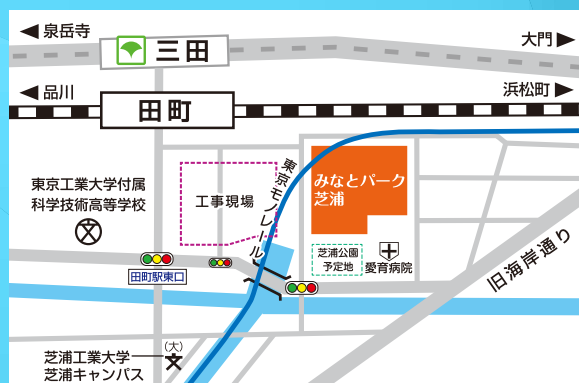 ◀泉岳寺
三田
大門▶
◀品川
田町
浜松町▶
東京モノレール
みなとパーク
芝浦
工事現場
東京工業大学付属
科学技術高等学校
文
芝浦公園
予定地
愛育病院
旧海岸通り
田町駅東口
(大)
文
芝浦工業大学
芝浦キャンパス